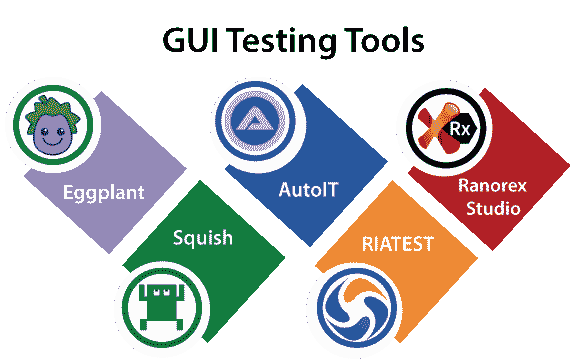 GUI Testing Tools
Eggplant
Squish
AutoIT
RIATEST
Rx
Ranorex
Studio